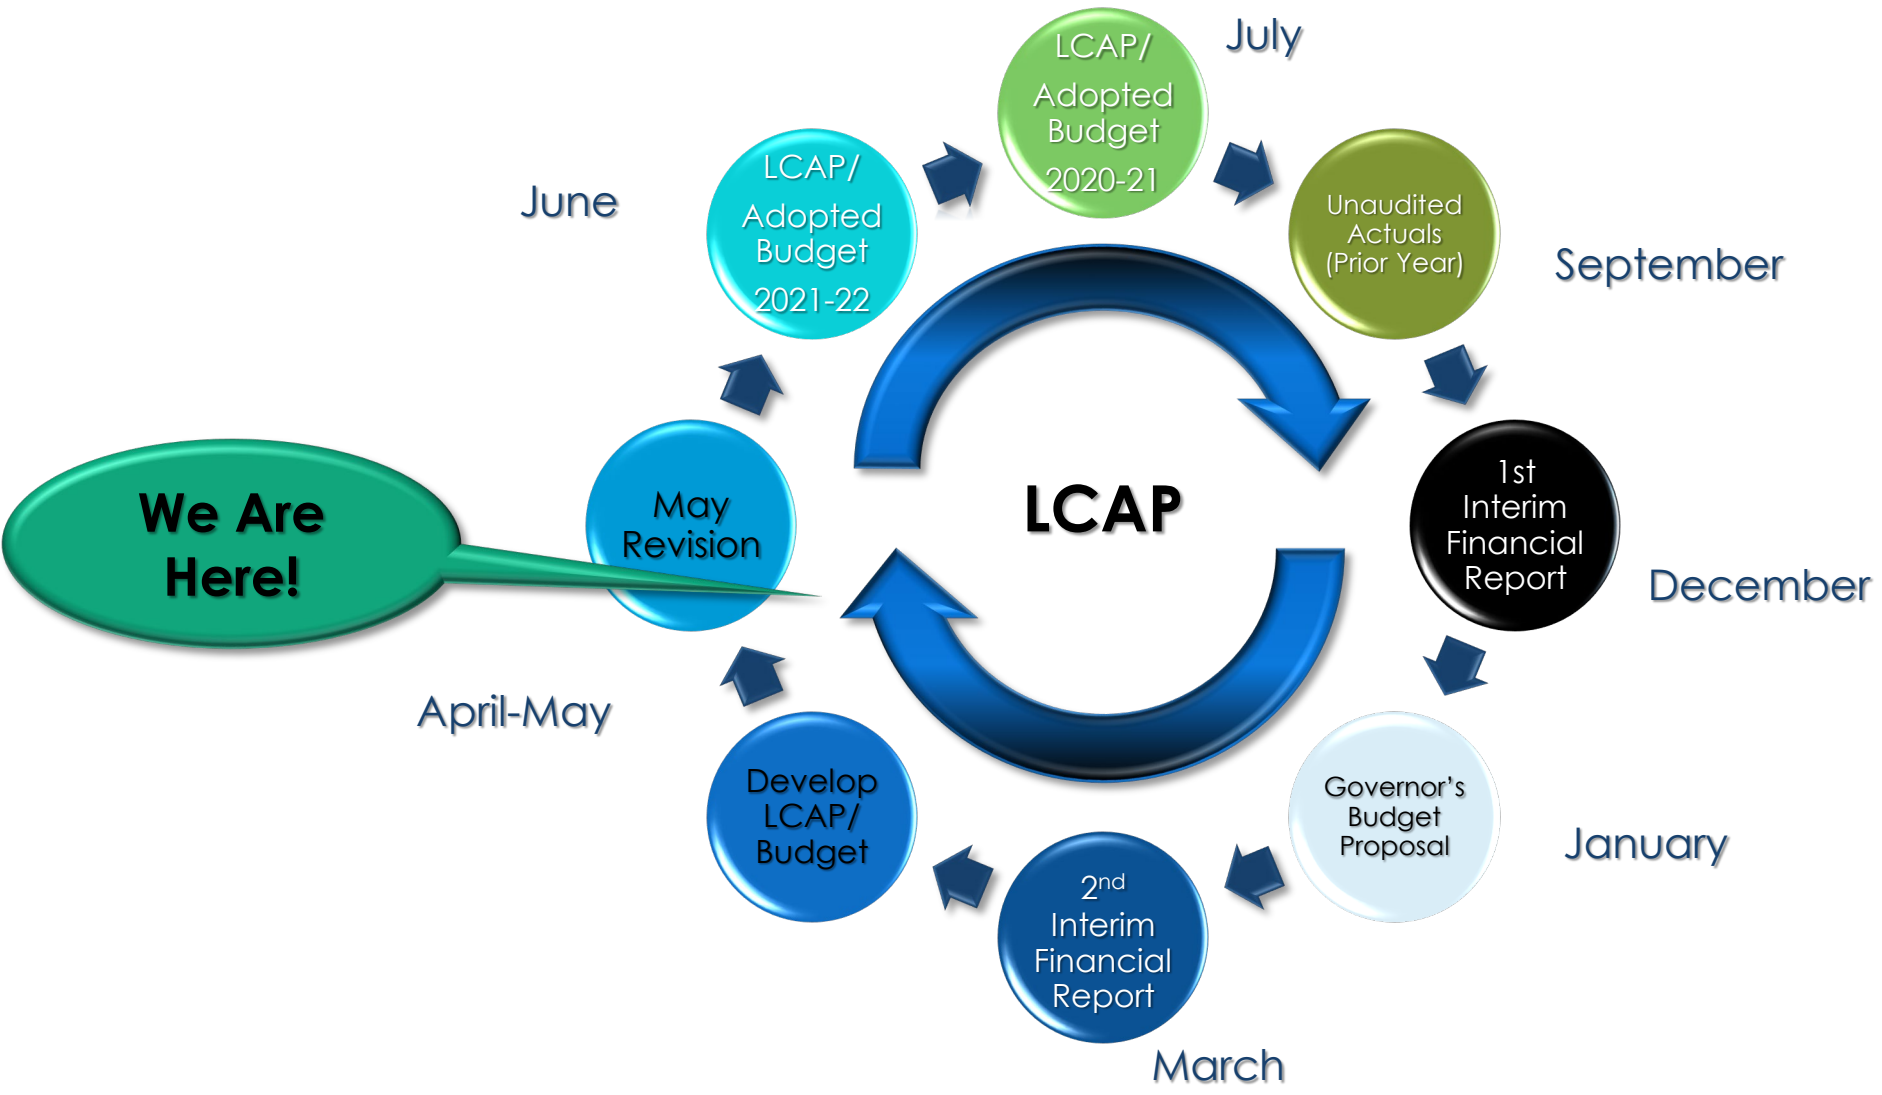 LCAP/
Adopted
Budget
2020-21
July
Unaudited
Actuals
(Prior Year)
September
1st
Interim
Financial
Report
December
Governor’s
Budget
Proposal
January
2nd
Interim
Financial
Report
March
Develop
LCAP/
Budget
April-May
May
Revision
We Are
Here!
LCAP/
Adopted
Budget
2021-22
June
LCAP